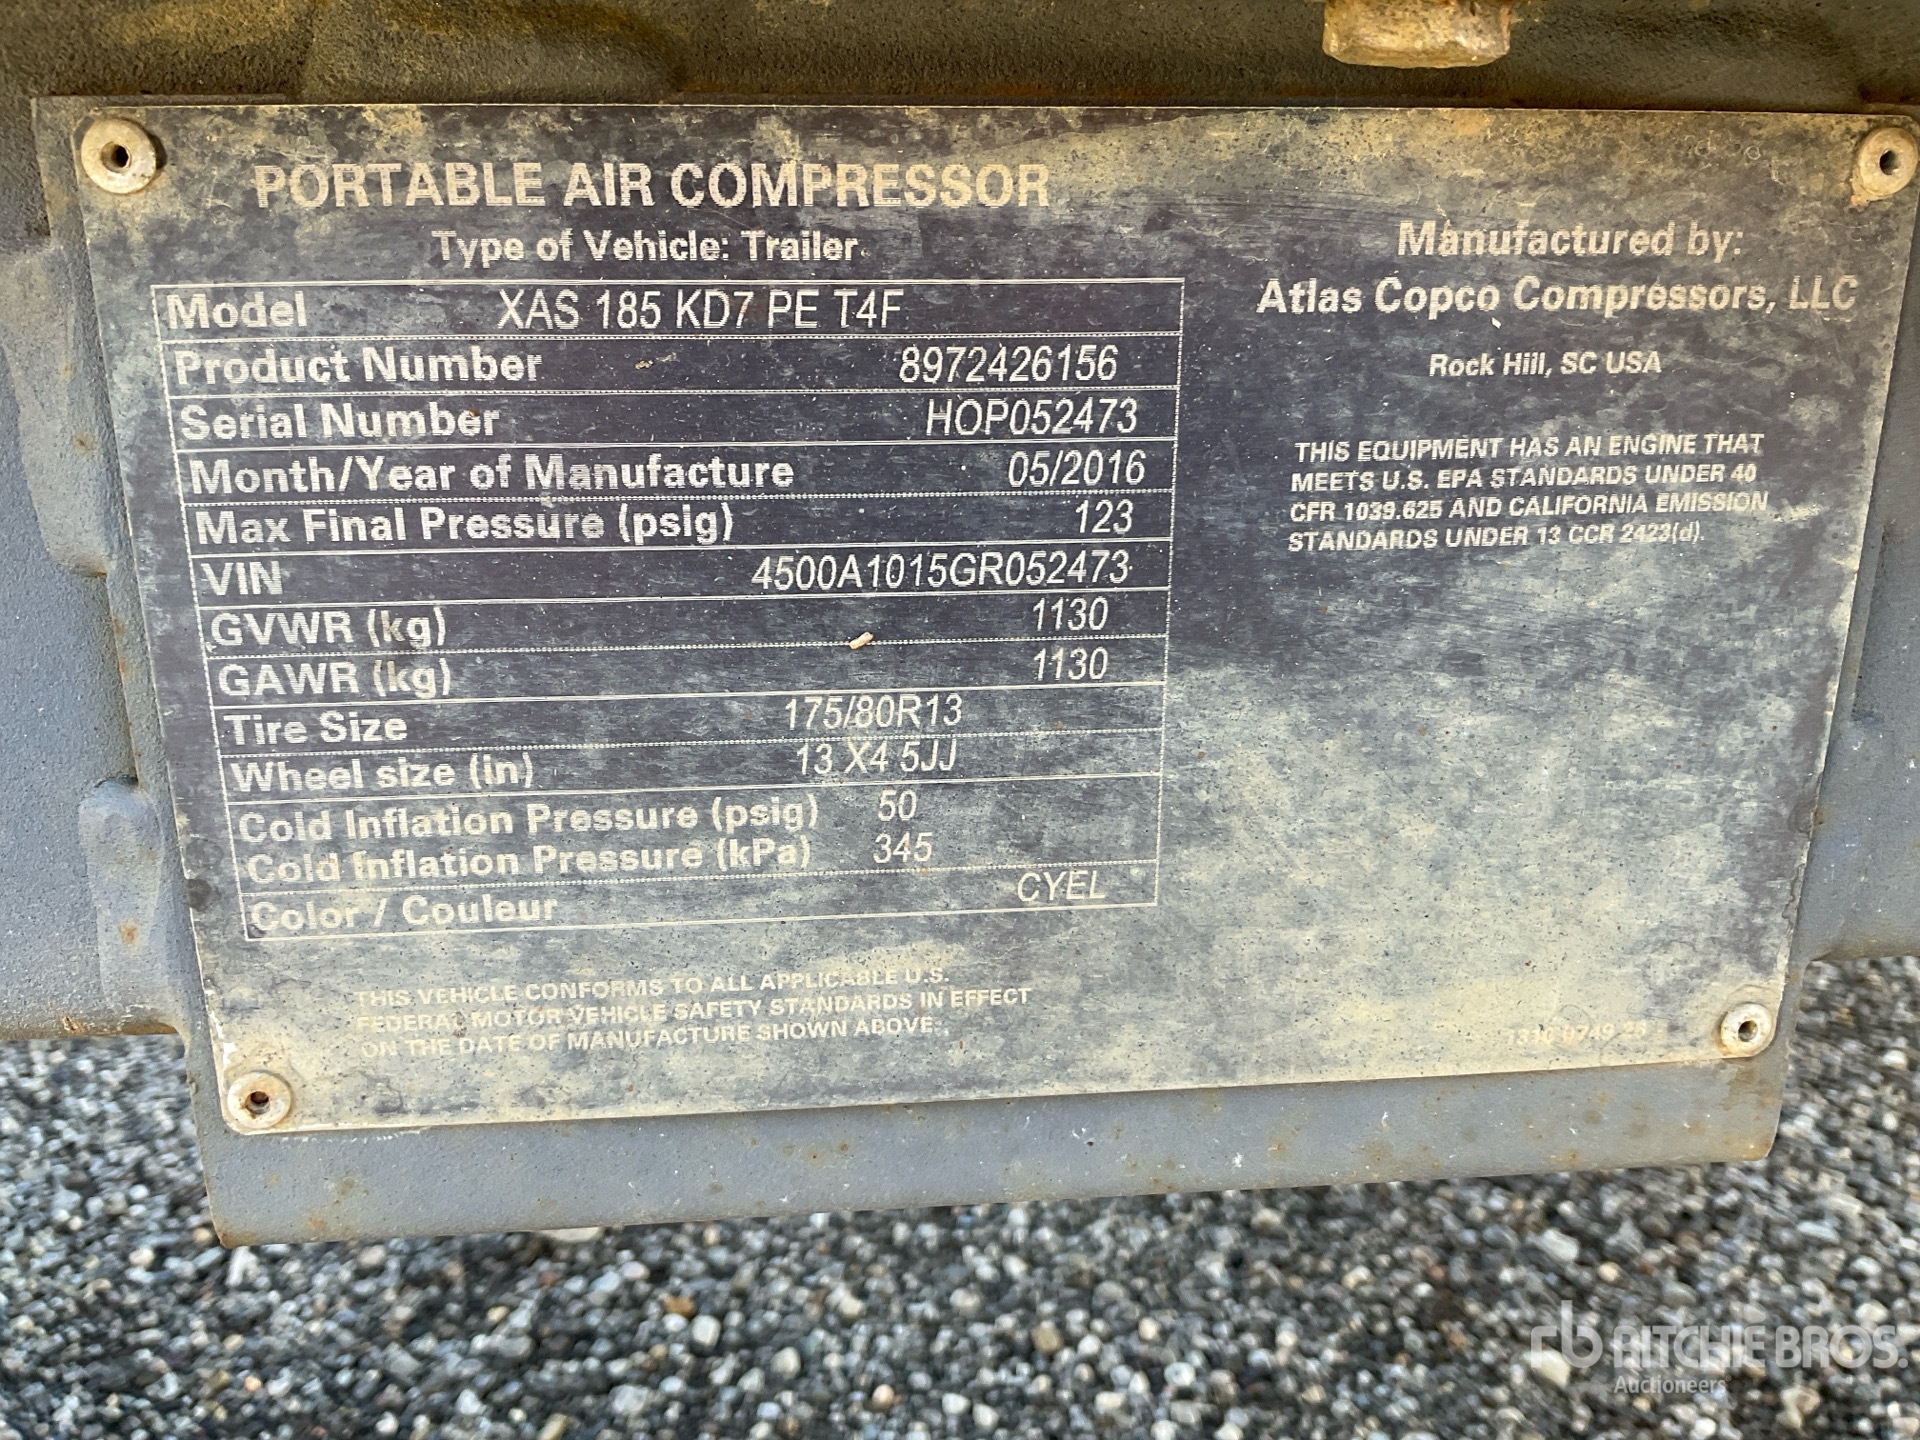 PORTABLE AIR COMPRESSOR
Type of Vehicle: Trailer
Model XAS 185 KD7 PE T4F
Product Number 8972426156
Serial Number HOP052473
Month/Year of Manufacture 05/2016
Max Final Pressure (psig) 123
VIN 4500A1015GR052473
GVWR (kg) 1130
GAWR (kg) 1130
Tire Size 175/80R13
Wheel size (in) 13 X4 5JJ
Cold Inflation Pressure (psig) 50
Cold Inflation Pressure (kPa) 345
Color / Couleur CYEL
THIS VEHICLE CONFORMS TO ALL APPLICABLE U.S.
FEDERAL MOTOR VEHICLE SAFETY STANDARDS IN EFFECT
ON THE DATE OF MANUFACTURE SHOWN ABOVE.
Manufactured by:
Atlas Copco Compressors, LLC
Rock Hill, SC USA
THIS EQUIPMENT HAS AN ENGINE THAT
MEETS U.S. EPA STANDARDS UNDER 40
CFR 1039.625 AND CALIFORNIA EMISSION
STANDARDS UNDER 13 CCR 2423(d).
rb RITCHIE BROS.
Auctioneers